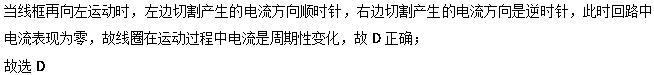 当线框再向左运动时，左边切割产生的电流方向顺时针，右边切割产生的电流方向是逆时针，此时回路中
电流表现为零，故线圈在运动过程中电流是周期性变化，故 D 正确；
故选 D